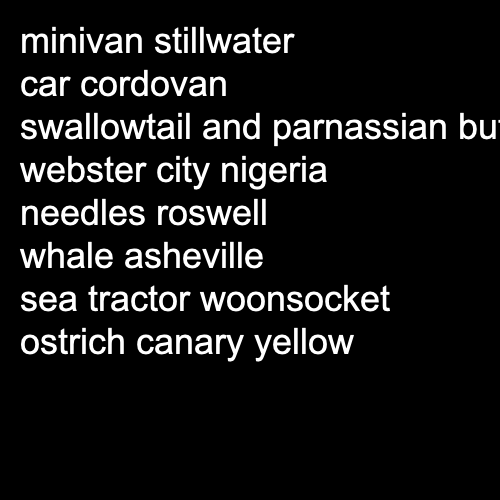 minivan stillwater
car cordovan
swallowtail and parnassian
webster city nigeria
needles roswell
whale asheville
sea tractor woonsocket
ostrich canary yellow